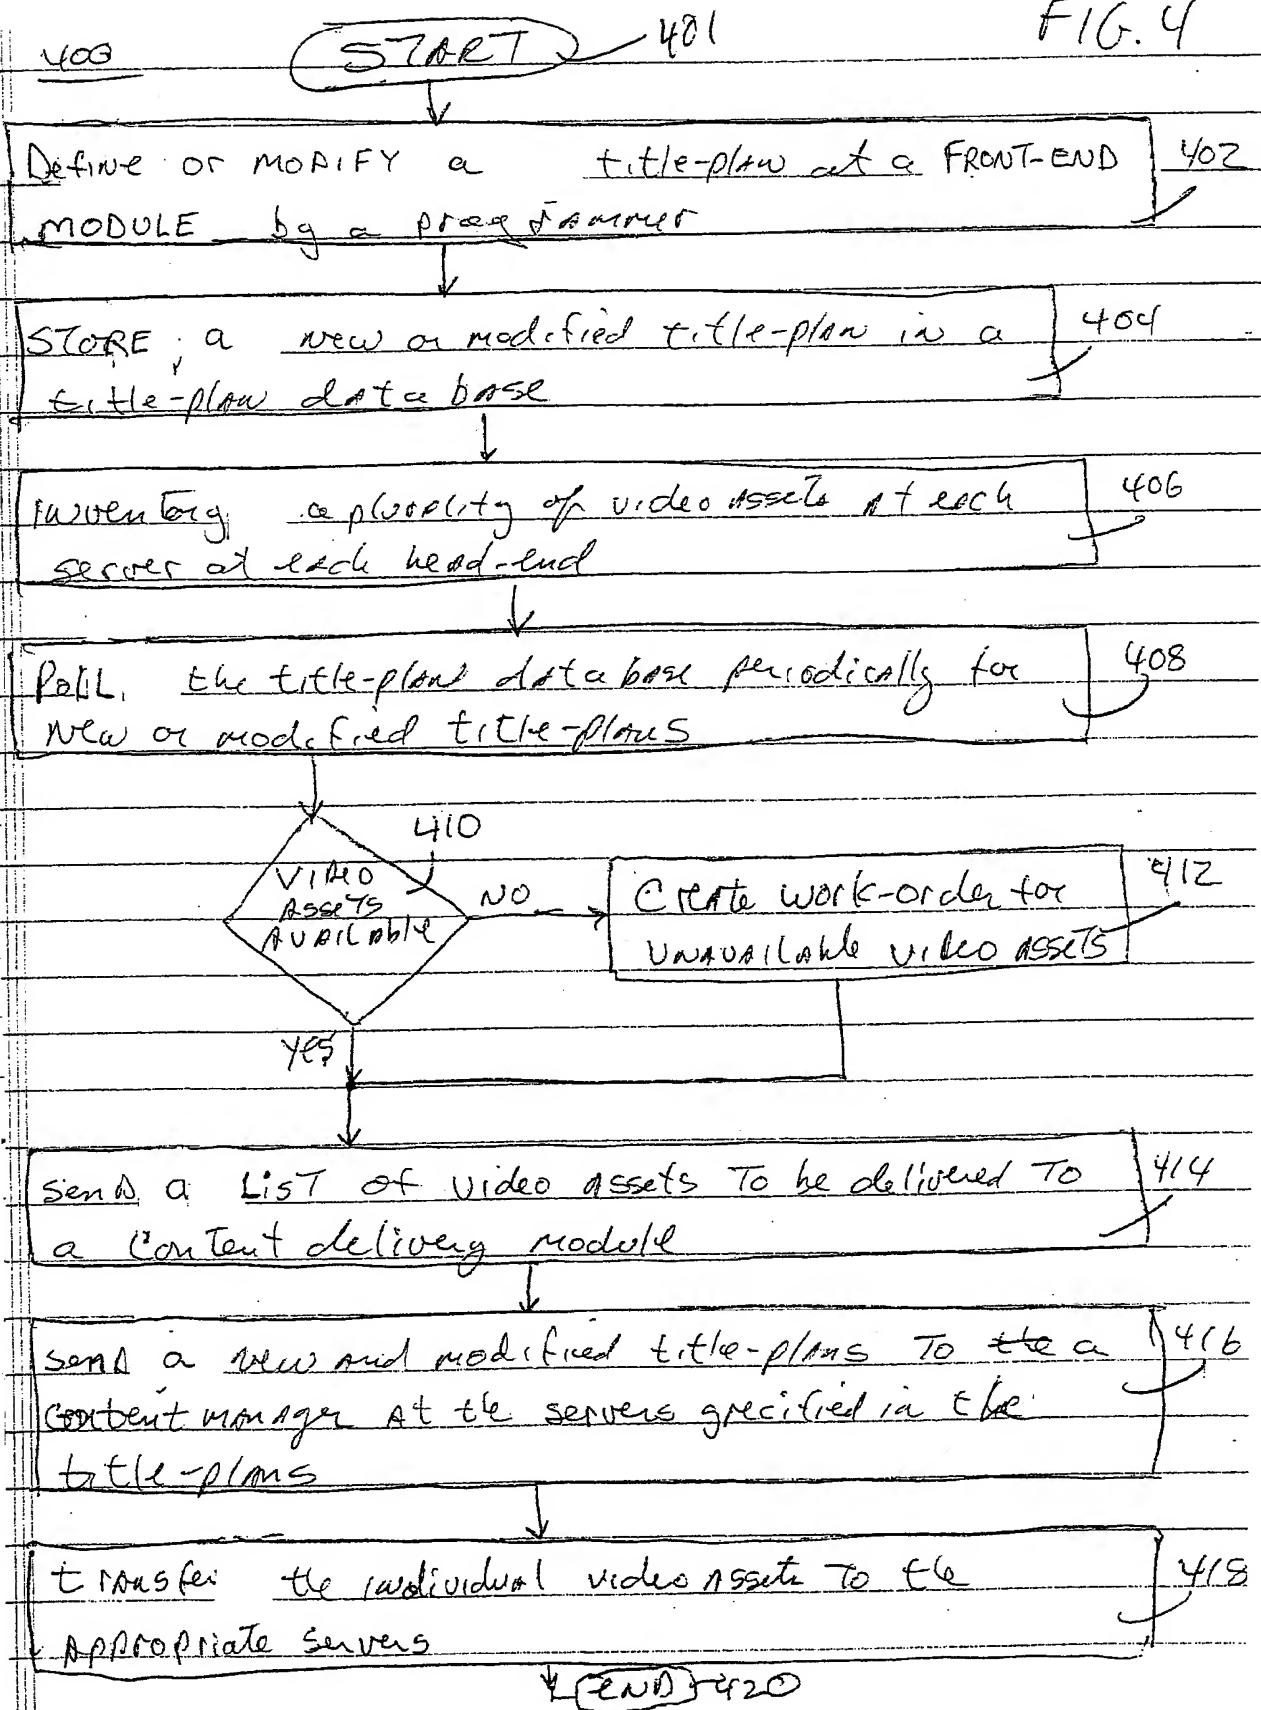 FIG. 4
400 START 401
Define or MODIFY a title-plan at a FRONT-END 402
MODULE by a programmer
STORE a new or modified title-plan in a 404
title-plan data base
inventory a plurality of video assets at each 406
server at each head-end
Poll the title-plan data base periodically for 408
New or modified title-plans
410
VIDEO
ASSETS
AVAILABLE
NO
Create work-order for 412
UNAVAILABLE VIDEO ASSETS
YES
send a LIST of video assets To be delivered To 414
a Content delivery module
send a new and modified title-plans To the a 416
content manager at the servers specified in the
title-plans
transfer the individual video assets To the 418
appropriate servers
END 420